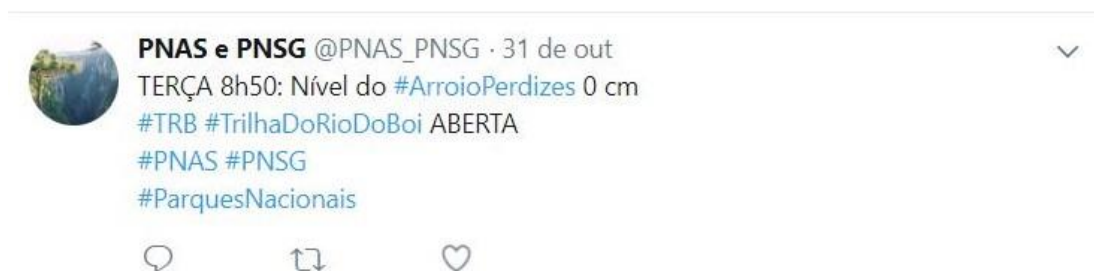 PNAS e PNSG @PNAS_PNSG · 31 de out
TERÇA 8h50: Nível do #ArroioPerdizes 0 cm
#TRB #TrilhaDoRioDoBoi ABERTA
#PNAS #PNSG
#ParquesNacionais